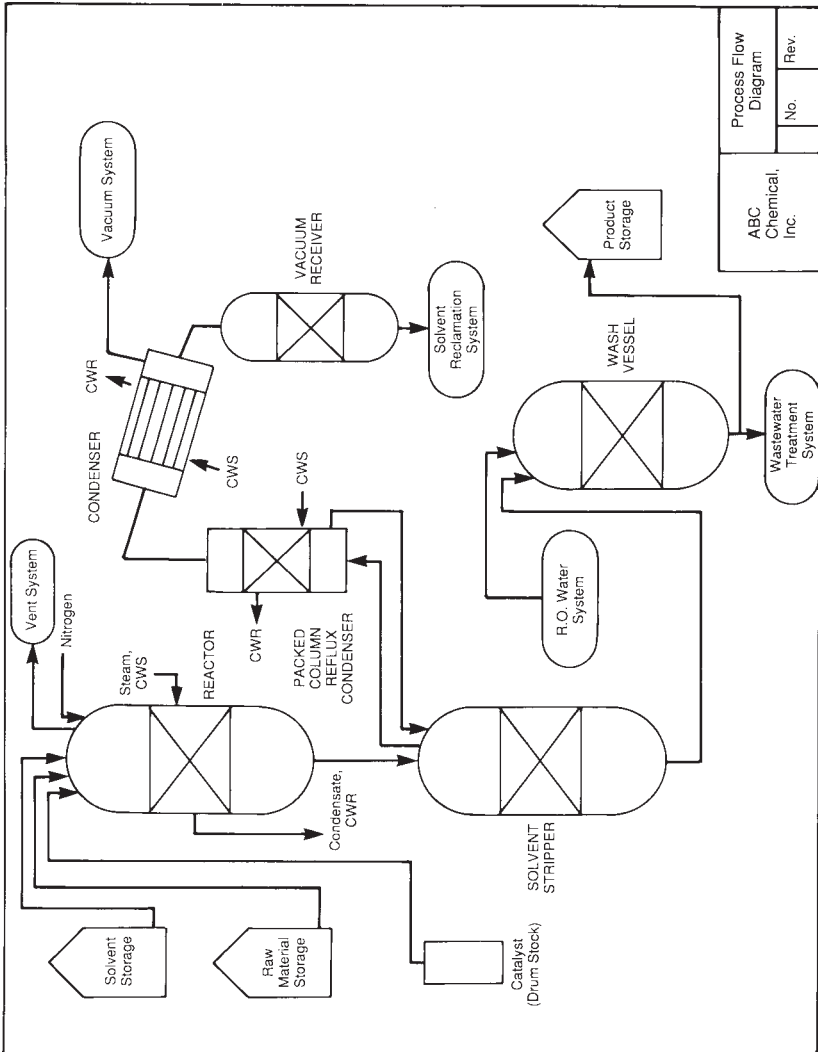 Solvent
Storage
Raw
Material
Storage
Catalyst
(Drum Stock)
Vent System
Nitrogen
Steam,
CWS
REACTOR
Condensate,
CWR
SOLVENT
STRIPPER
PACKED
COLUMN
REFLUX
CONDENSER
CWR
CWS
CONDENSER
CWS
CWR
Vacuum System
VACUUM
RECEIVER
Solvent
Reclamation
System
R.O. Water
System
WASH
VESSEL
Wastewater
Treatment
System
Product
Storage
ABC
Chemical,
Inc.
Process Flow
Diagram
No.
Rev.